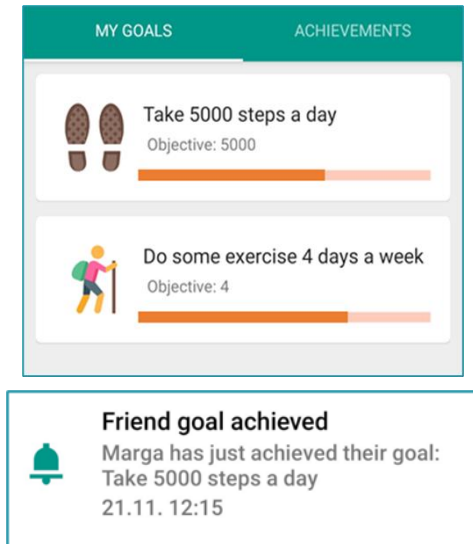 MY GOALS ACHIEVEMENTS
Take 5000 steps a day
Objective: 5000
Do some exercise 4 days a week
Objective: 4
Friend goal achieved
Marga has just achieved their goal:
Take 5000 steps a day
21.11. 12:15